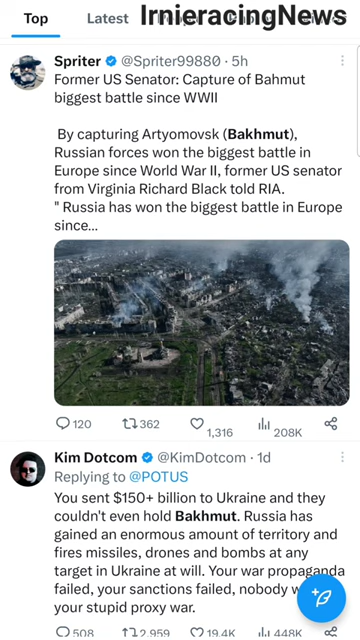 IrnieracingNews
Top
Latest
Spriter @Spriter99880 · 5h
Former US Senator: Capture of Bahmut
biggest battle since WWII
By capturing Artyomovsk (Bakhmut),
Russian forces won the biggest battle in
Europe since World War II, former US senator
from Virginia Richard Black told RIA.
" Russia has won the biggest battle in Europe
since...
120
362
1,316
208K
Kim Dotcom @KimDotcom · 1d
Replying to @POTUS
You sent $150+ billion to Ukraine and they
couldn't even hold Bakhmut. Russia has
gained an enormous amount of territory and
fires missiles, drones and bombs at any
target in Ukraine at will. Your war propaganda
failed, your sanctions failed, nobody
your stupid proxy war.
508
2,959
19.4K
448K